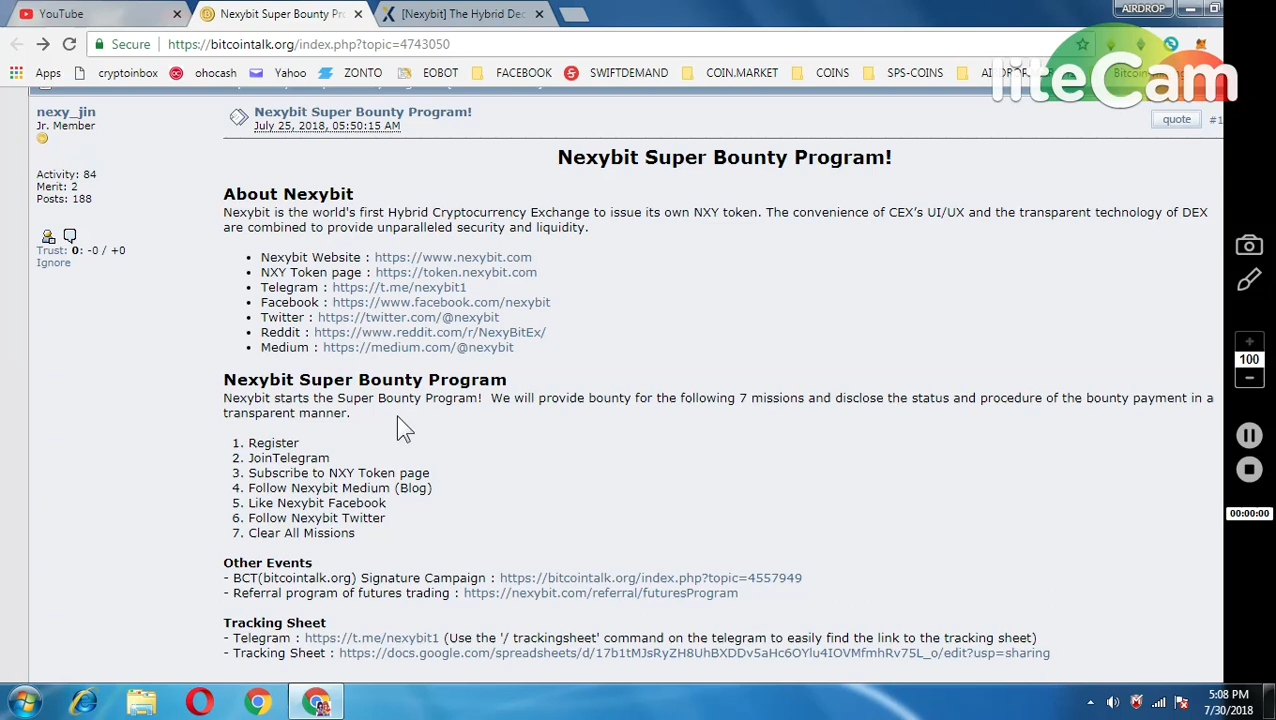 YouTube
Nexybit Super Bounty Pro
[Nexybit] The Hybrid Dec
AIRDROP
Secure
https://bitcointalk.org/index.php?topic=4743050
Apps
cryptoinbox
ohocash
Yahoo
ZONTO
EOBOT
FACEBOOK
SWIFTDEMAND
COIN.MARKET
COINS
SPS-COINS
liteCam
nexy_jin
Jr. Member
Activity: 84
Merit: 2
Posts: 188
Trust: 0: -0 / +0
Ignore
Nexybit Super Bounty Program!
July 25, 2018, 05:50:15 AM
quote
#1
Nexybit Super Bounty Program!
About Nexybit
Nexybit is the world's first Hybrid Cryptocurrency Exchange to issue its own NXY token. The convenience of CEX’s UI/UX and the transparent technology of DEX
are combined to provide unparalleled security and liquidity.
• Nexybit Website : https://www.nexybit.com
• NXY Token page : https://token.nexybit.com
• Telegram : https://t.me/nexybit1
• Facebook : https://www.facebook.com/nexybit
• Twitter : https://twitter.com/@nexybit
• Reddit : https://www.reddit.com/r/NexyBitEx/
• Medium : https://medium.com/@nexybit
Nexybit Super Bounty Program
Nexybit starts the Super Bounty Program! We will provide bounty for the following 7 missions and disclose the status and procedure of the bounty payment in a
transparent manner.
1. Register
2. JoinTelegram
3. Subscribe to NXY Token page
4. Follow Nexybit Medium (Blog)
5. Like Nexybit Facebook
6. Follow Nexybit Twitter
7. Clear All Missions
Other Events
- BCT(bitcointalk.org) Signature Campaign : https://bitcointalk.org/index.php?topic=4557949
- Referral program of futures trading : https://nexybit.com/referral/futuresProgram
Tracking Sheet
- Telegram : https://t.me/nexybit1 (Use the '/ trackingsheet' command on the telegram to easily find the link to the tracking sheet)
- Tracking Sheet : https://docs.google.com/spreadsheets/d/17b1tMJsRyZH8UhBXDDv5aHc6OYlu4IOVMfmhRv75L_o/edit?usp=sharing
100
00:00:00
5:08 PM
7/30/2018